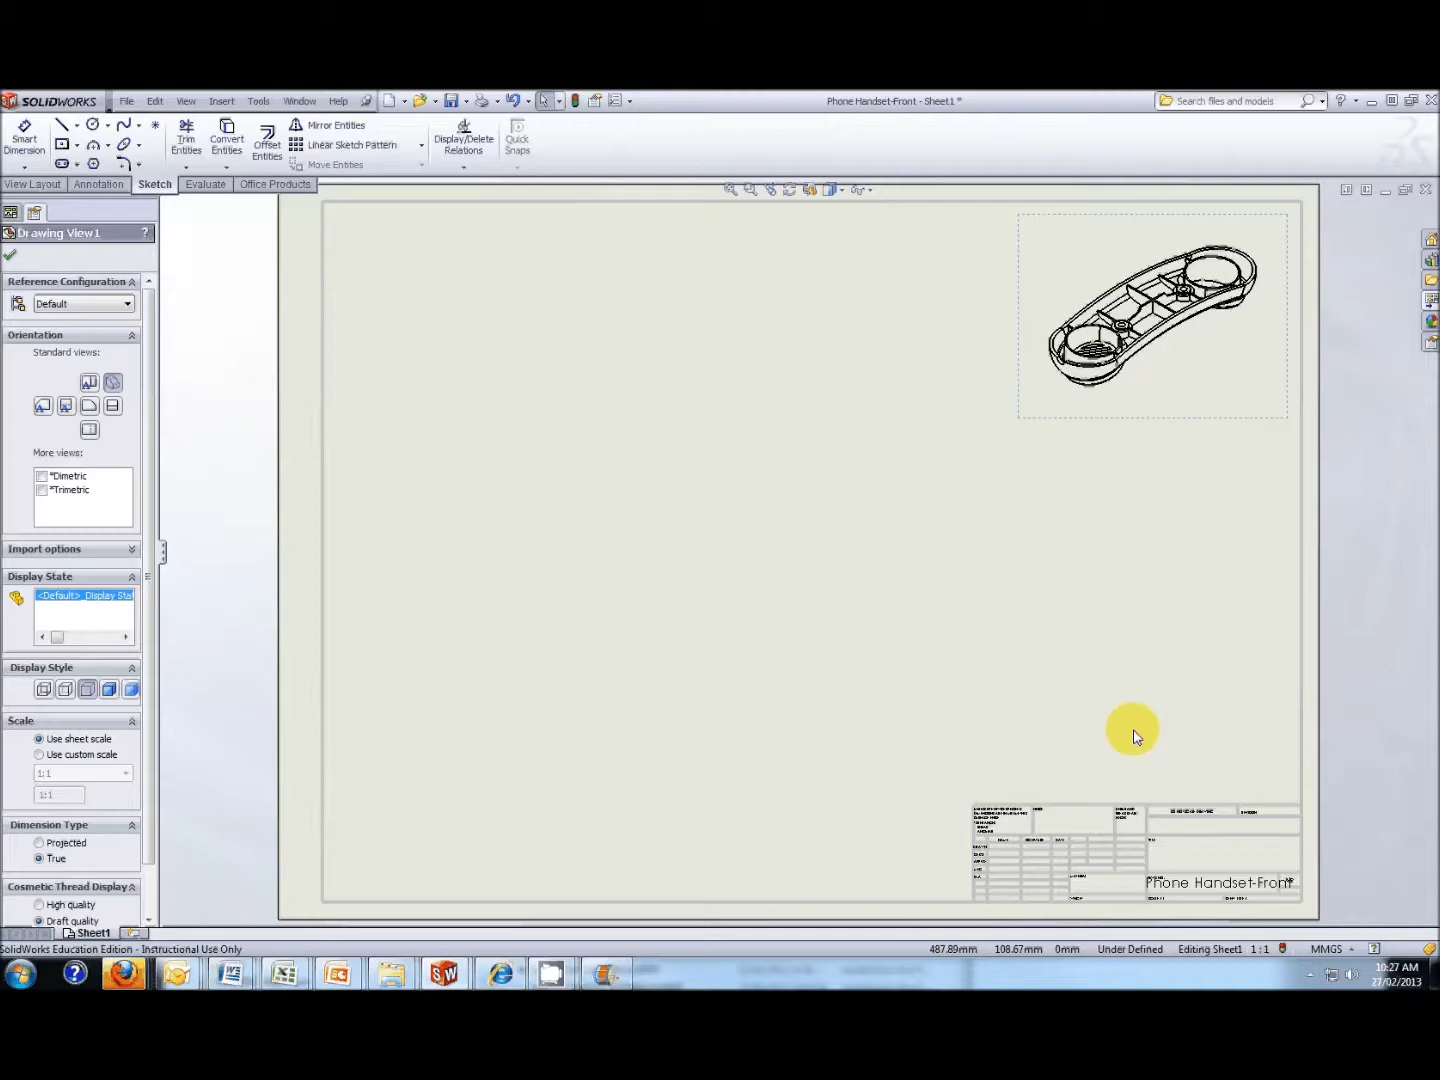 SOLIDWORKS File Edit View Insert Tools Window Help Phone Handset-Front - Sheet1 * Search files and models
Smart Dimension
Trim Entities
Convert Entities
Offset Entities
Mirror Entities
Linear Sketch Pattern
Move Entities
Display/Delete Relations
Quick Snaps
View Layout Annotation Sketch Evaluate Office Products
Drawing View1 ?
Reference Configuration
Default
Orientation
Standard views:
More views:
*Dimetric
*Trimetric
Import options
Display State
<Default>_Display Stat
Display Style
Scale
Use sheet scale
Use custom scale
1:1
1:1
Dimension Type
Projected
True
Cosmetic Thread Display
High quality
Draft quality
Phone Handset-Front
Sheet1
SolidWorks Education Edition - Instructional Use Only 487.89mm 108.67mm 0mm Under Defined Editing Sheet1 1:1 MMGS
10:27 AM
27/02/2013